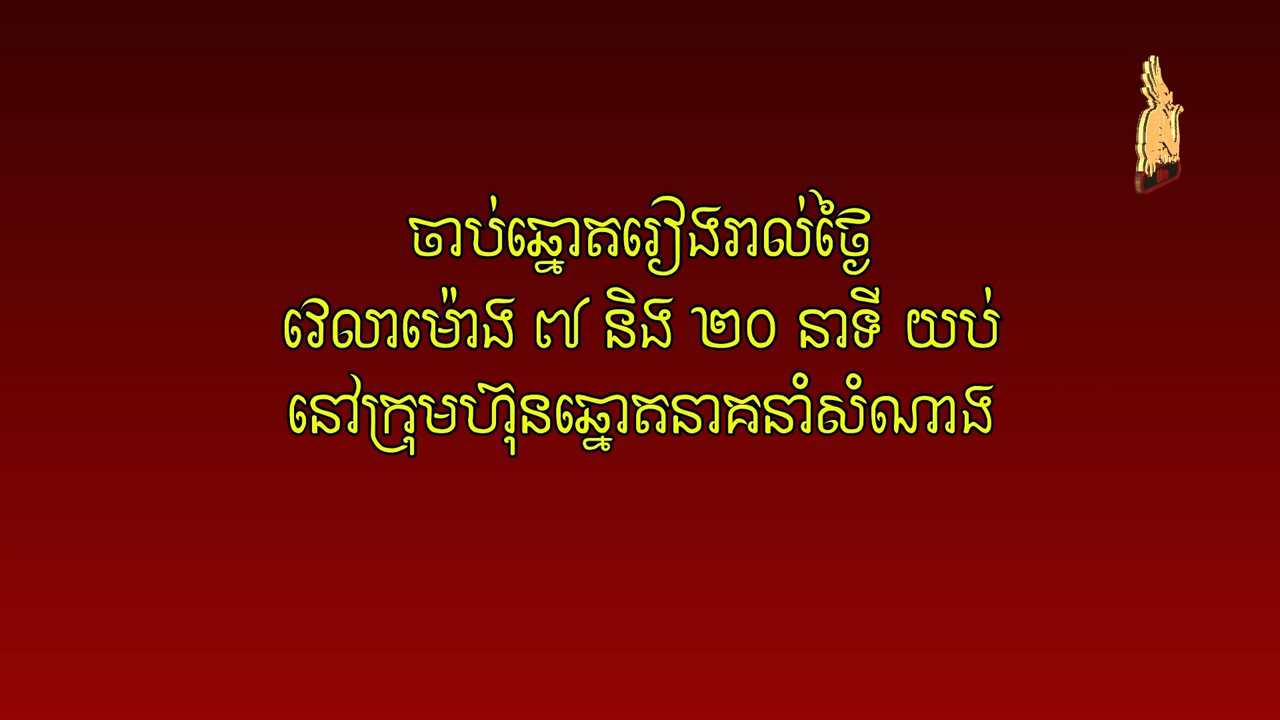 ចាប់ឆ្នោតរៀងរាល់ថ្ងៃ
វេលាម៉ោង ៧ និង ២០ នាទី យប់
នៅក្រុមហ៊ុនឆ្នោតនាគនាំសំណាង